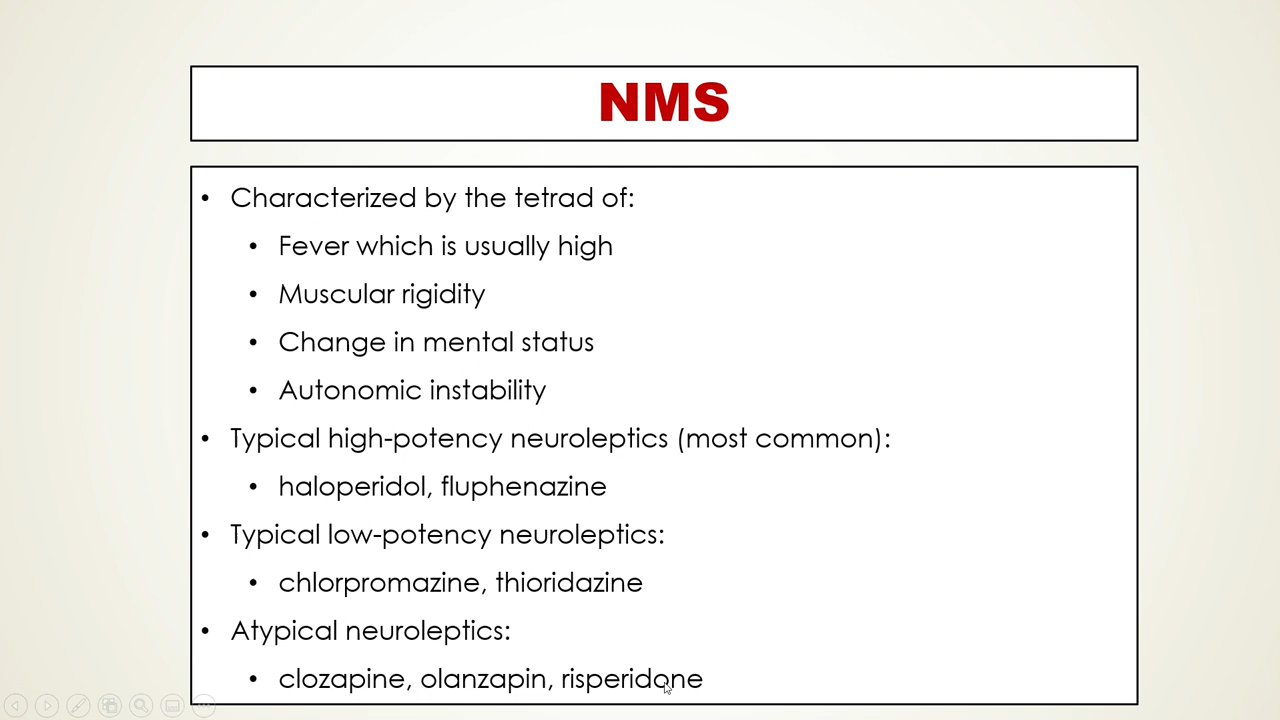 NMS
• Characterized by the tetrad of:
• Fever which is usually high
• Muscular rigidity
• Change in mental status
• Autonomic instability
• Typical high-potency neuroleptics (most common):
• haloperidol, fluphenazine
• Typical low-potency neuroleptics:
• chlorpromazine, thioridazine
• Atypical neuroleptics:
• clozapine, olanzapin, risperidone